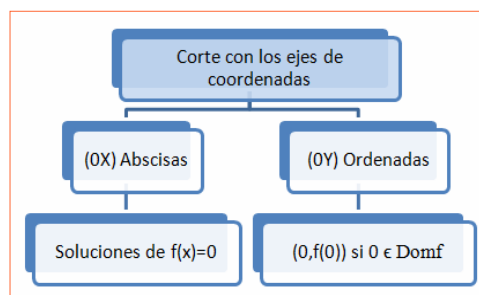 Corte con los ejes de
coordenadas
(0X) Abscisas
(0Y) Ordenadas
Soluciones de f(x)=0
(0,f(0)) si 0 ϵ Domf